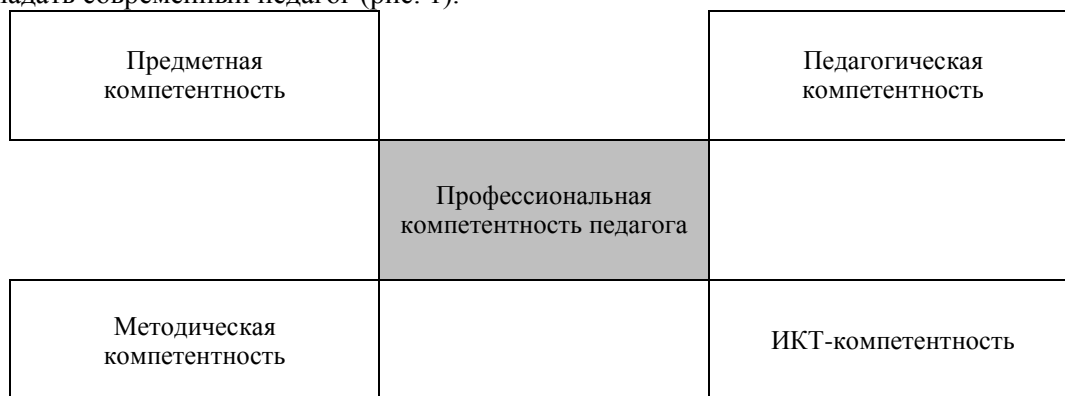 современный педагог (рис. 1).
Предметная
компетентность
Педагогическая
компетентность
Профессиональная
компетентность педагога
Методическая
компетентность
ИКТ-компетентность